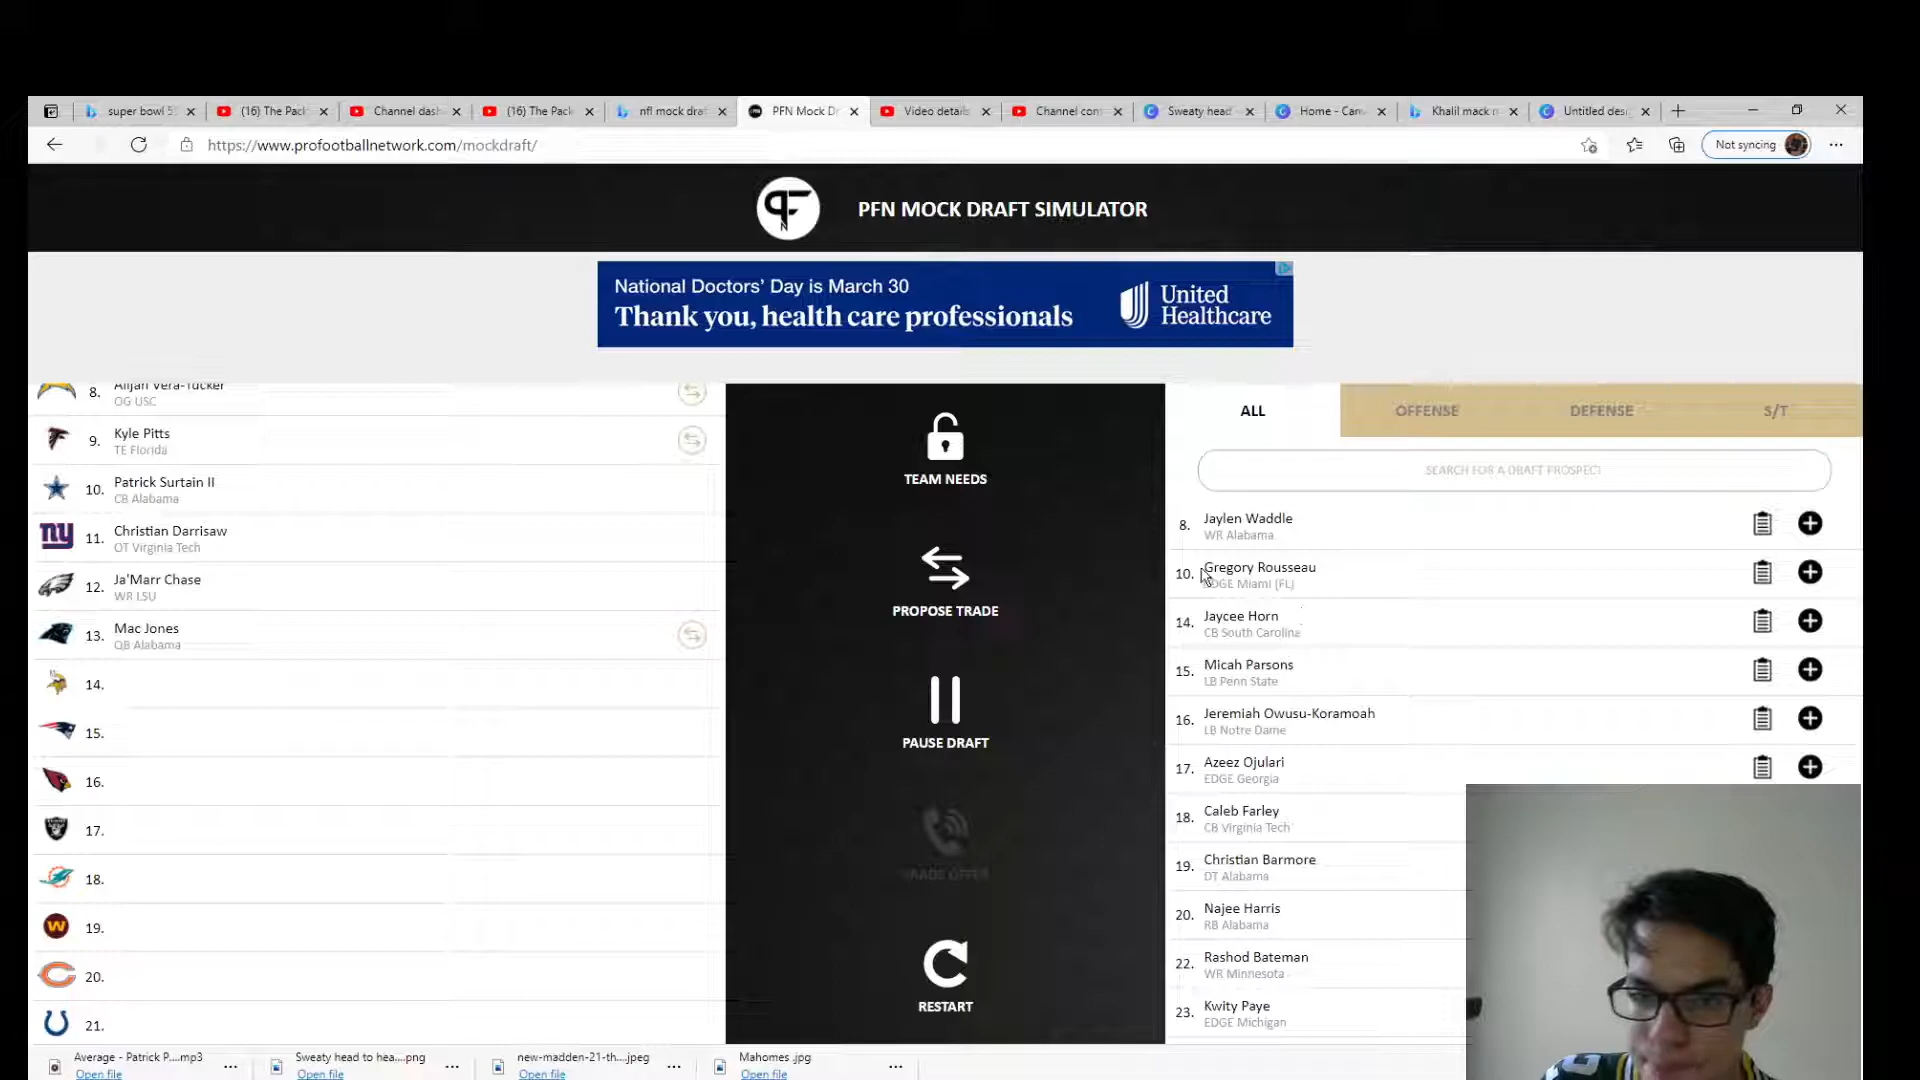 super bowl 5
(16) The Pack
Channel dash
(16) The Pack
nfl mock draf
PFN Mock Dr
Video details
Channel con
Sweaty head
Home - Can
Khalil mack r
Untitled desi
https://www.profootballnetwork.com/mockdraft/
Not syncing
PFN MOCK DRAFT SIMULATOR
National Doctors' Day is March 30
Thank you, health care professionals
United
Healthcare
8. Alijah Vera-Tucker
OG USC
9. Kyle Pitts
TE Florida
10. Patrick Surtain II
CB Alabama
11. Christian Darrisaw
OT Virginia Tech
12. Ja'Marr Chase
WR LSU
13. Mac Jones
QB Alabama
14.
15.
16.
17.
18.
19.
20.
21.
TEAM NEEDS
PROPOSE TRADE
PAUSE DRAFT
TRADE OFFER
RESTART
ALL
OFFENSE
DEFENSE
S/T
SEARCH FOR A DRAFT PROSPECT
8. Jaylen Waddle
WR Alabama
10. Gregory Rousseau
EDGE Miami (FL)
14. Jaycee Horn
CB South Carolina
15. Micah Parsons
LB Penn State
16. Jeremiah Owusu-Koramoah
LB Notre Dame
17. Azeez Ojulari
EDGE Georgia
18. Caleb Farley
CB Virginia Tech
19. Christian Barmore
DT Alabama
20. Najee Harris
RB Alabama
22. Rashod Bateman
WR Minnesota
23. Kwity Paye
EDGE Michigan
Average - Patrick P....mp3
Open file
Sweaty head to hea....png
Open file
new-madden-21-th....jpeg
Open file
Mahomes .jpg
Open file